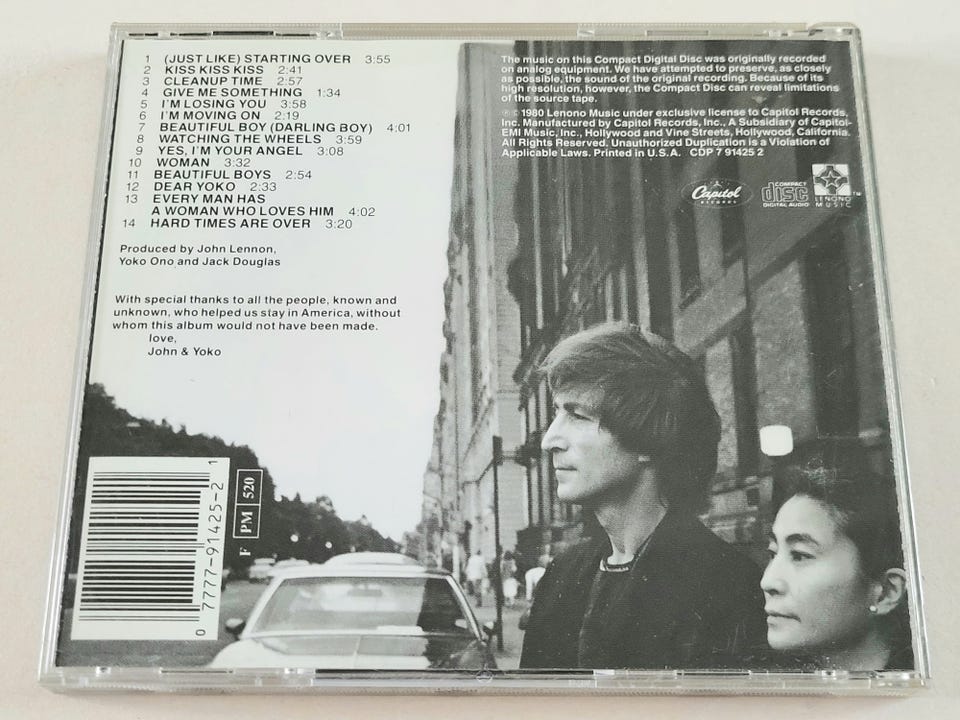 1 (JUST LIKE) STARTING OVER 3:55
2 KISS KISS KISS 2:41
3 CLEANUP TIME 2:57
4 GIVE ME SOMETHING 1:34
5 I'M LOSING YOU 3:58
6 I'M MOVING ON 2:19
7 BEAUTIFUL BOY (DARLING BOY) 4:01
8 WATCHING THE WHEELS 3:59
9 YES, I'M YOUR ANGEL 3:08
10 WOMAN 3:32
11 BEAUTIFUL BOYS 2:54
12 DEAR YOKO 2:33
13 EVERY MAN HAS
A WOMAN WHO LOVES HIM 4:02
14 HARD TIMES ARE OVER 3:20
Produced by John Lennon,
Yoko Ono and Jack Douglas
With special thanks to all the people, known and
unknown, who helped us stay in America, without
whom this album would not have been made.
love,
John & Yoko
The music on this Compact Digital Disc was originally recorded
on analog equipment. We have attempted to preserve, as closely
as possible, the sound of the original recording. Because of its
high resolution, however, the Compact Disc can reveal limitations
of the source tape.
℗ © 1980 Lenono Music under exclusive license to Capitol Records,
Inc. Manufactured by Capitol Records, Inc., A Subsidiary of Capitol-
EMI Music, Inc., Hollywood and Vine Streets, Hollywood, California.
All Rights Reserved. Unauthorized Duplication is a Violation of
Applicable Laws. Printed in U.S.A. CDP 7 91425 2
Capitol
RECORDS
COMPACT
disc
DIGITAL AUDIO
LENONO
MUSIC
TM
F PM 520
0 7777-91425-2 1